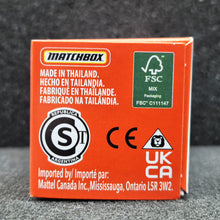 MATCHBOX
MADE IN THAILAND.
HECHO EN TAILANDIA.
FABRIQUÉ EN THAÏLANDE.
FABRICADO NA TAILÂNDIA.
FSC
MIX
Packaging
FSC® C111147
REPUBLICA
S
ARGENTINA
CE
UK
CA
Imported by/ Importé par:
Mattel Canada Inc., Mississauga, Ontario L5R 3W2.